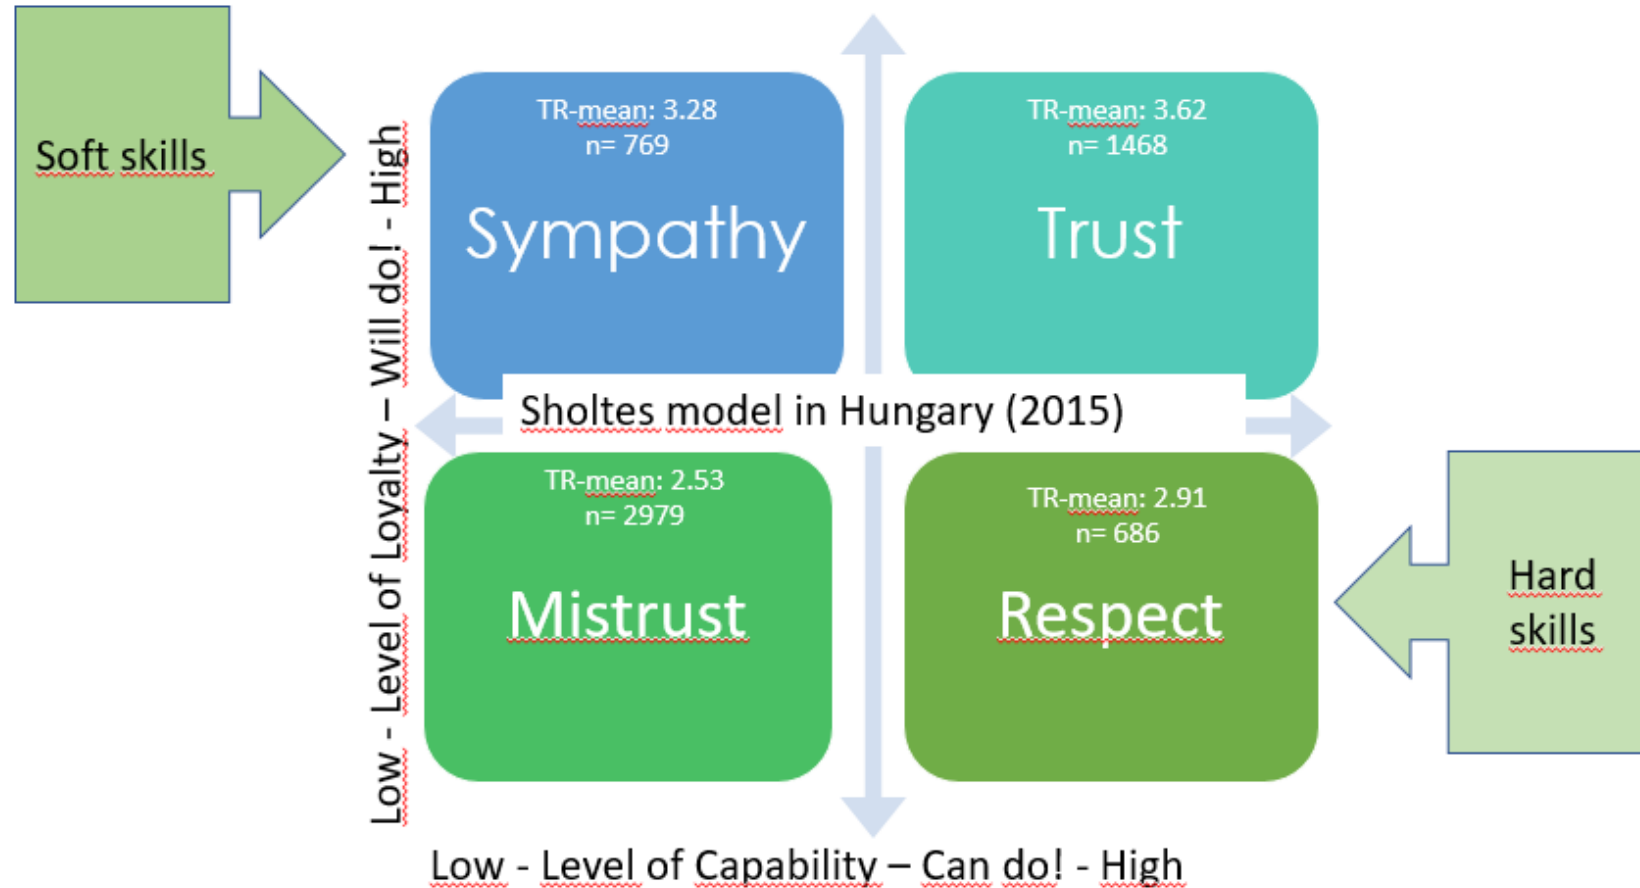 Soft skills
Low - Level of Loyalty – Will do! - High
TR-mean: 3.28
n= 769
Sympathy
TR-mean: 3.62
n= 1468
Trust
Sholtes model in Hungary (2015)
TR-mean: 2.53
n= 2979
Mistrust
TR-mean: 2.91
n= 686
Respect
Hard
skills
Low - Level of Capability – Can do! - High